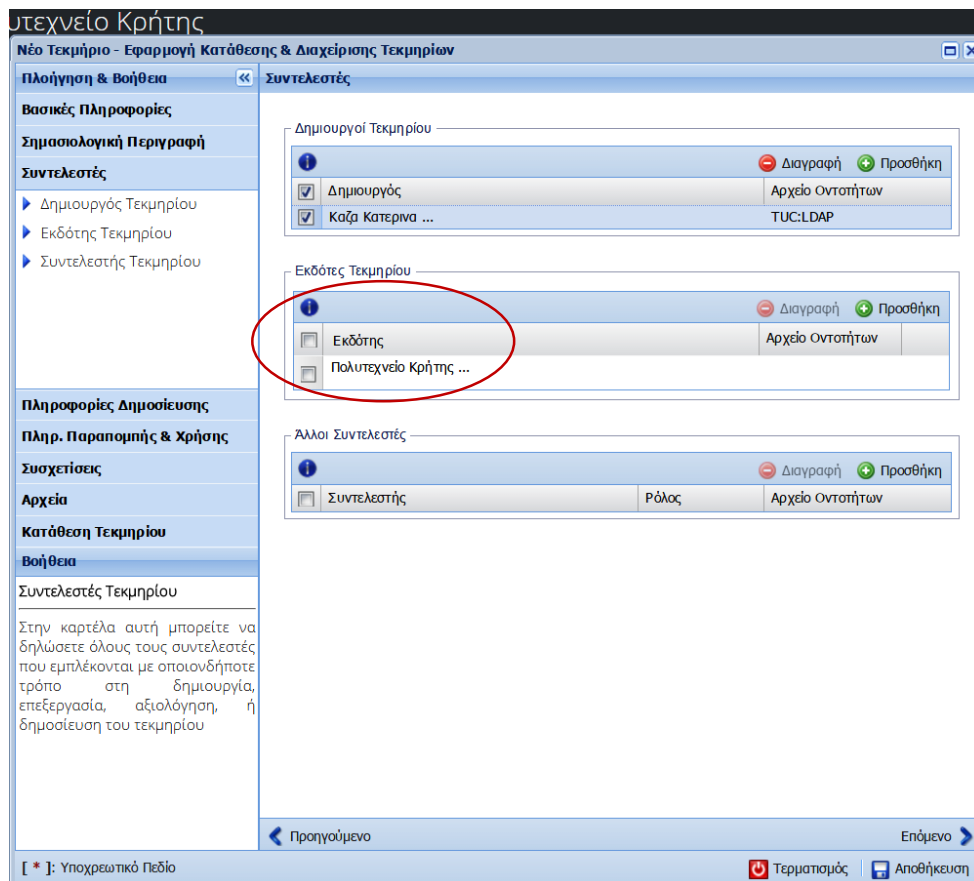 υτεχνείο Κρήτης
Νέο Τεκμήριο - Εφαρμογή Κατάθεσης & Διαχείρισης Τεκμηρίων
Πλοήγηση & Βοήθεια
Βασικές Πληροφορίες
Σημασιολογική Περιγραφή
Συντελεστές
Δημιουργός Τεκμηρίου
Εκδότης Τεκμηρίου
Συντελεστής Τεκμηρίου
Πληροφορίες Δημοσίευσης
Πληρ. Παραπομπής & Χρήσης
Συσχετίσεις
Αρχεία
Κατάθεση Τεκμηρίου
Βοήθεια
Συντελεστές Τεκμηρίου
Στην καρτέλα αυτή μπορείτε να
δηλώσετε όλους τους συντελεστές
που εμπλέκονται με οποιονδήποτε
τρόπο στη δημιουργία,
επεξεργασία, αξιολόγηση, ή
δημοσίευση του τεκμηρίου
Συντελεστές
Δημιουργοί Τεκμηρίου
Διαγραφή Προσθήκη
Δημιουργός Αρχείο Οντοτήτων
Καζα Κατερινα ... TUC:LDAP
Εκδότες Τεκμηρίου
Διαγραφή Προσθήκη
Εκδότης Αρχείο Οντοτήτων
Πολυτεχνείο Κρήτης ...
Άλλοι Συντελεστές
Διαγραφή Προσθήκη
Συντελεστής Ρόλος Αρχείο Οντοτήτων
Προηγούμενο Επόμενο
[ * ]: Υποχρεωτικό Πεδίο Τερματισμός Αποθήκευση